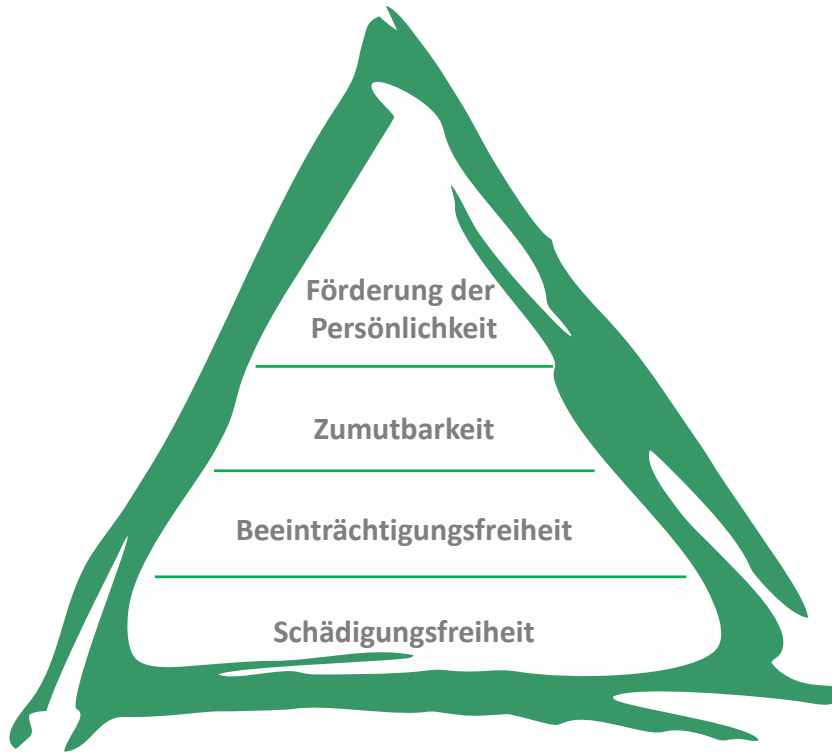 Förderung der
Persönlichkeit
Zumutbarkeit
Beeinträchtigungsfreiheit
Schädigungsfreiheit